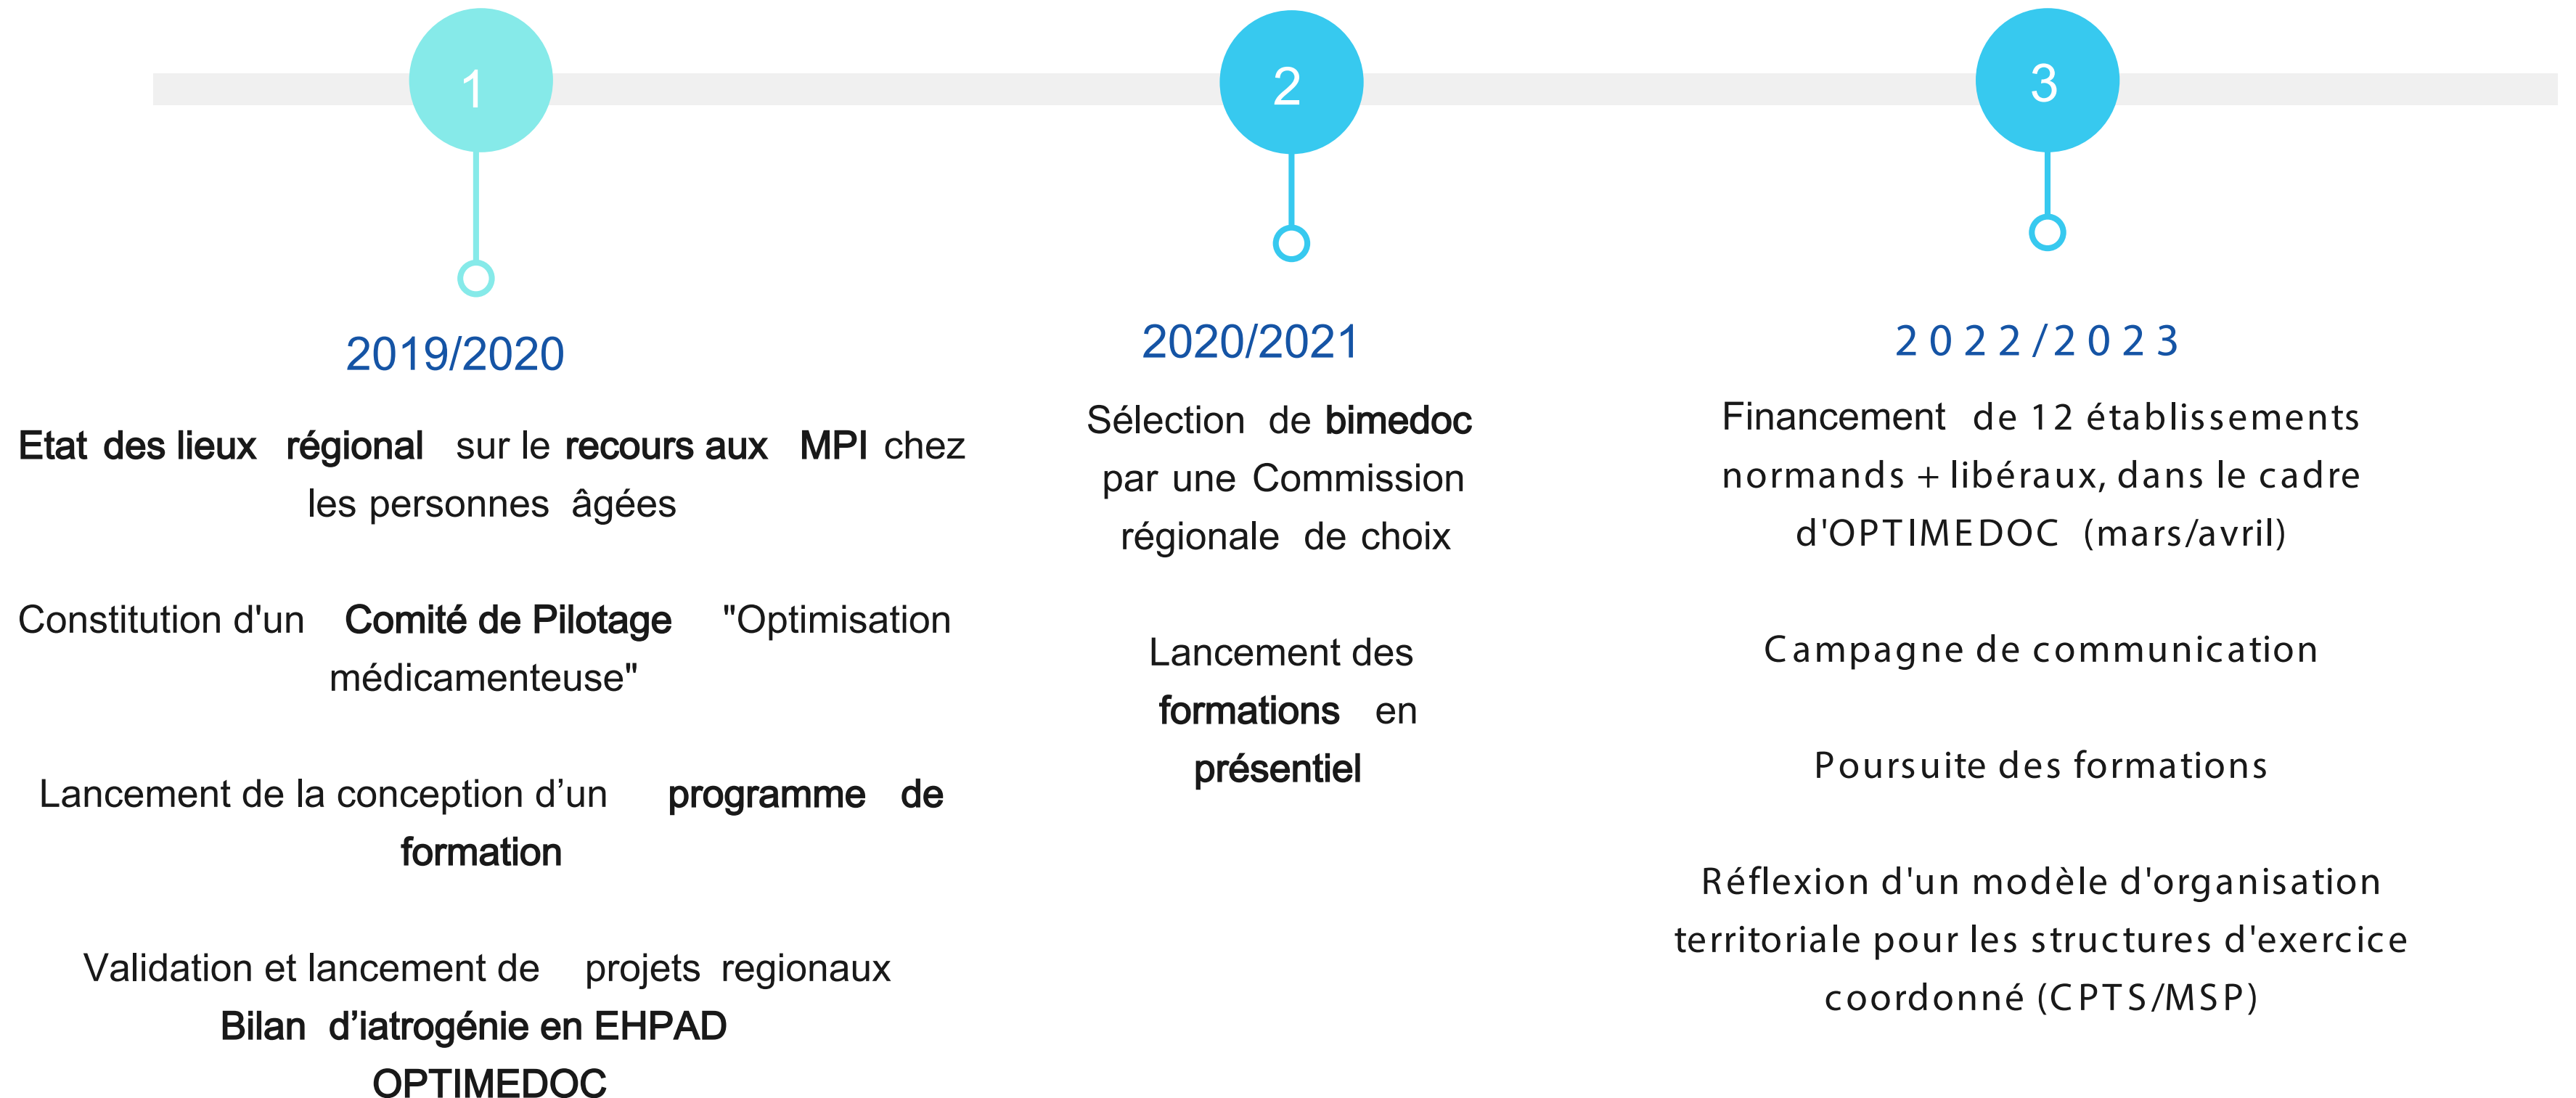 1
2019/2020
Etat des lieux régional sur le recours aux MPI chez
les personnes âgées
Constitution d'un Comité de Pilotage "Optimisation
médicamenteuse"
Lancement de la conception d’un programme de
formation
Validation et lancement de projets regionaux
Bilan d’iatrogénie en EHPAD
OPTIMEDOC
2
2020/2021
Sélection de bimedoc
par une Commission
régionale de choix
Lancement des
formations en
présentiel
3
2022/2023
Financement de 12 établissements
normands + libéraux, dans le cadre
d'OPTIMEDOC (mars/avril)
Campagne de communication
Poursuite des formations
Réflexion d'un modèle d'organisation
territoriale pour les structures d'exercice
coordonné (CPTS/MSP)